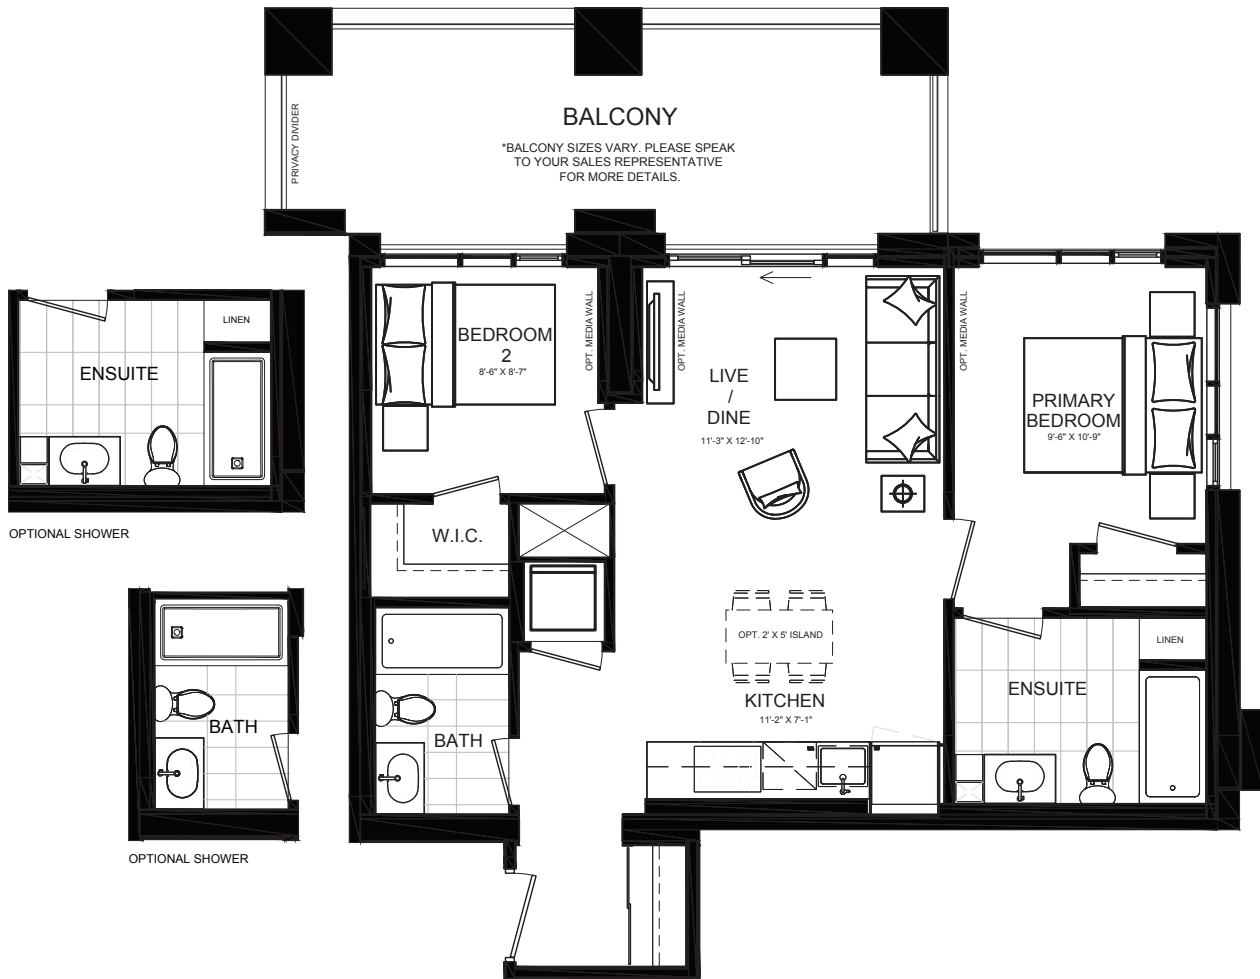 BALCONY
*BALCONY SIZES VARY. PLEASE SPEAK
TO YOUR SALES REPRESENTATIVE
FOR MORE DETAILS.
PRIVACY DIVIDER
LINEN
ENSUITE
OPTIONAL SHOWER
BATH
OPTIONAL SHOWER
BEDROOM
2
8'-6" X 8'-7"
OPT. MEDIA WALL
OPT. MEDIA WALL
LIVE
/
DINE
11'-3" X 12'-10"
OPT. MEDIA WALL
PRIMARY
BEDROOM
9'-6" X 10'-9"
W.I.C.
BATH
OPT. 2' X 5' ISLAND
KITCHEN
11'-2" X 7'-1"
LINEN
ENSUITE